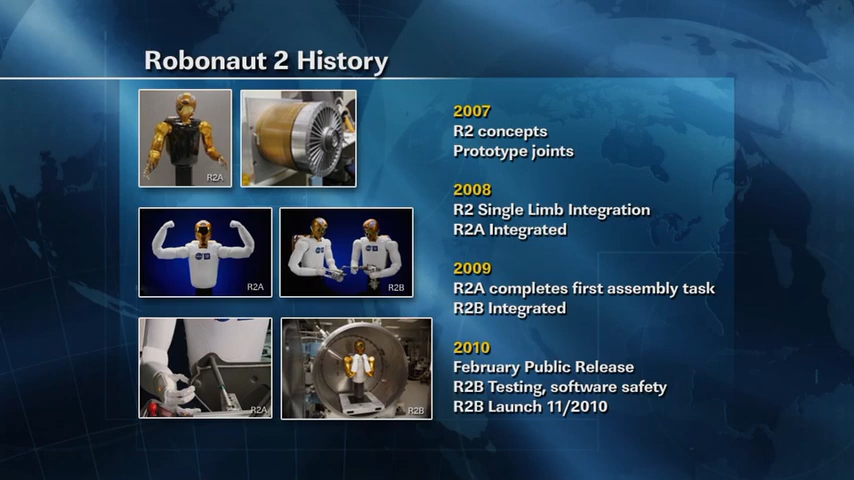 Robonaut 2 History
R2A
R2A
R2B
R2A
R2B
2007
R2 concepts
Prototype joints
2008
R2 Single Limb Integration
R2A Integrated
2009
R2A completes first assembly task
R2B Integrated
2010
February Public Release
R2B Testing, software safety
R2B Launch 11/2010